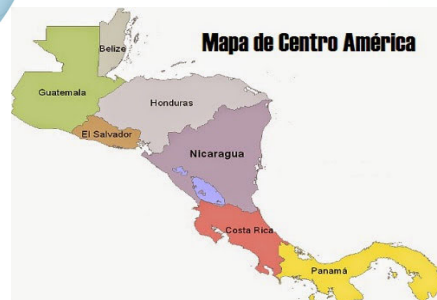 Mapa de Centro América
Belize
Guatemala
Honduras
El Salvador
Nicaragua
Costa Rica
Panamá